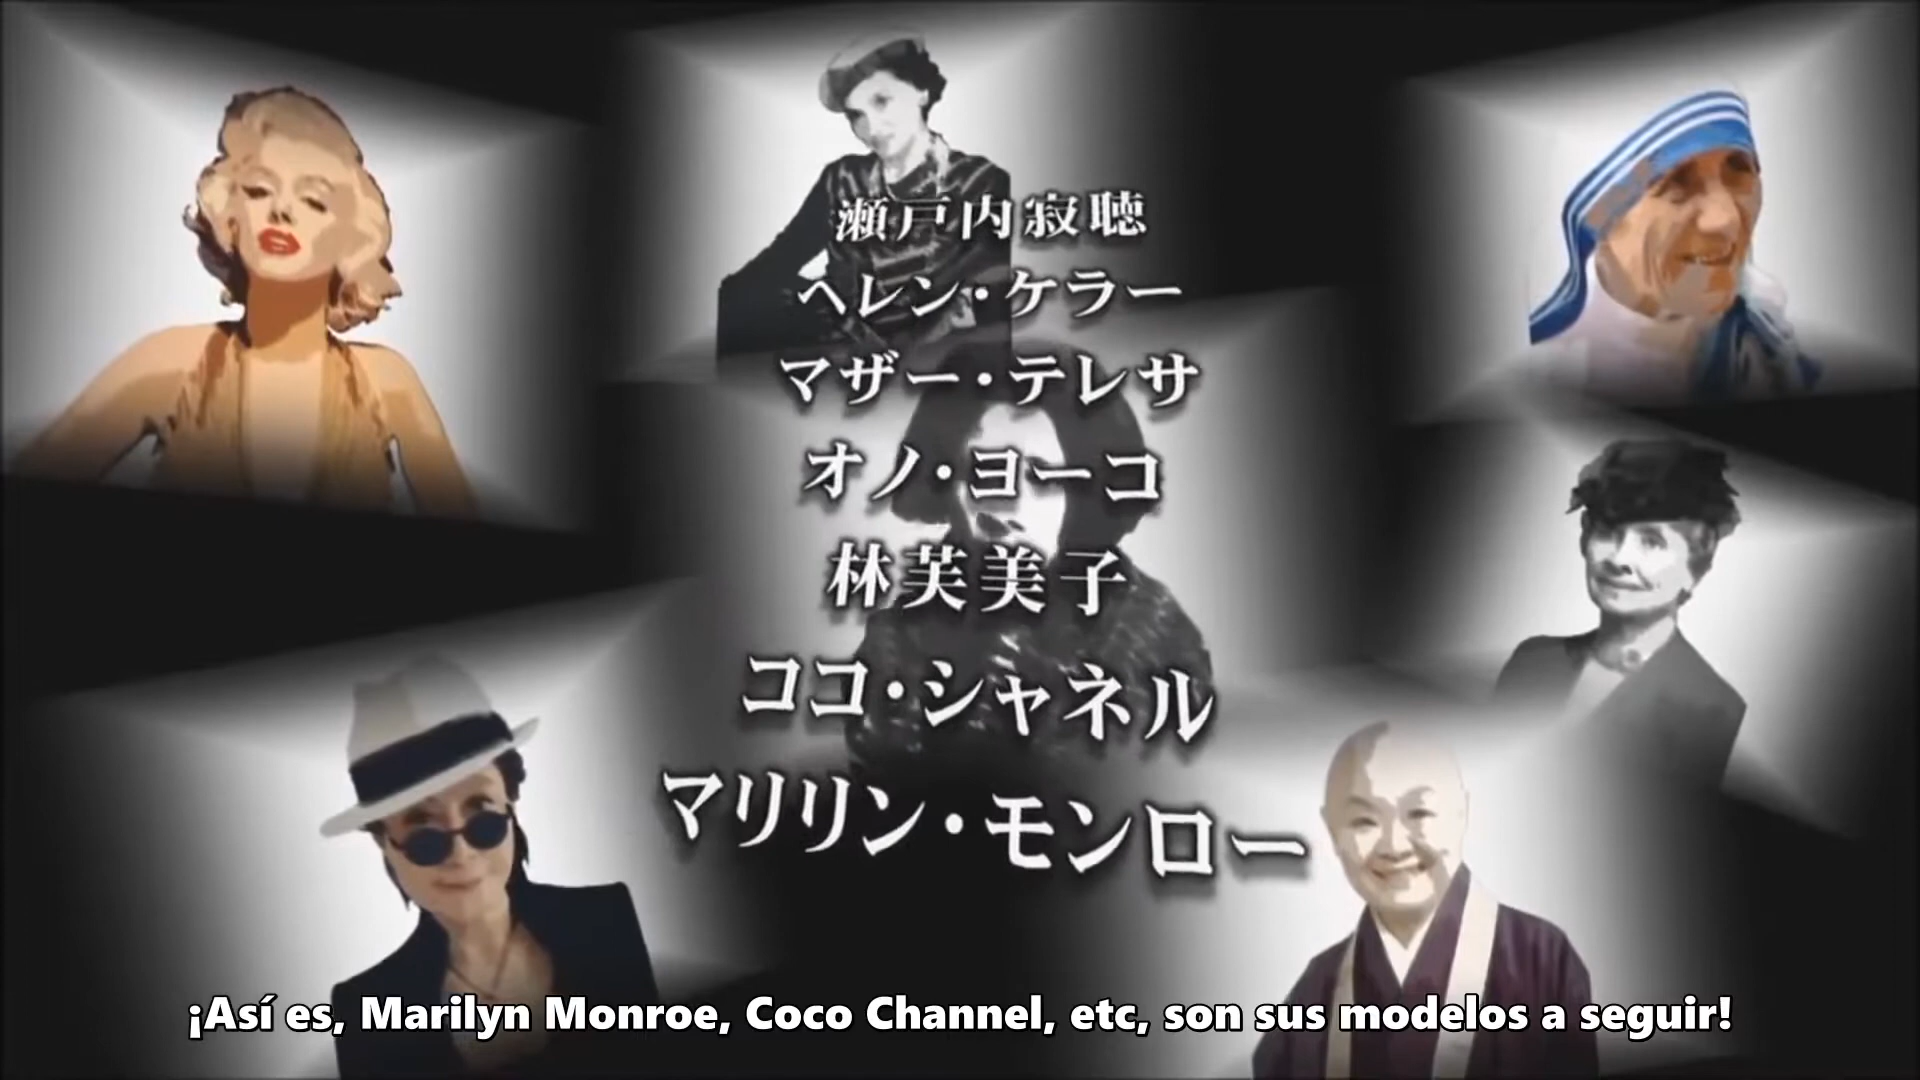 瀬戸内寂聴
ヘレン・ケラー
マザー・テレサ
オノ・ヨーコ
林芙美子
ココ・シャネル
マリリン・モンロー
¡Así es, Marilyn Monroe, Coco Channel, etc, son sus modelos a seguir!